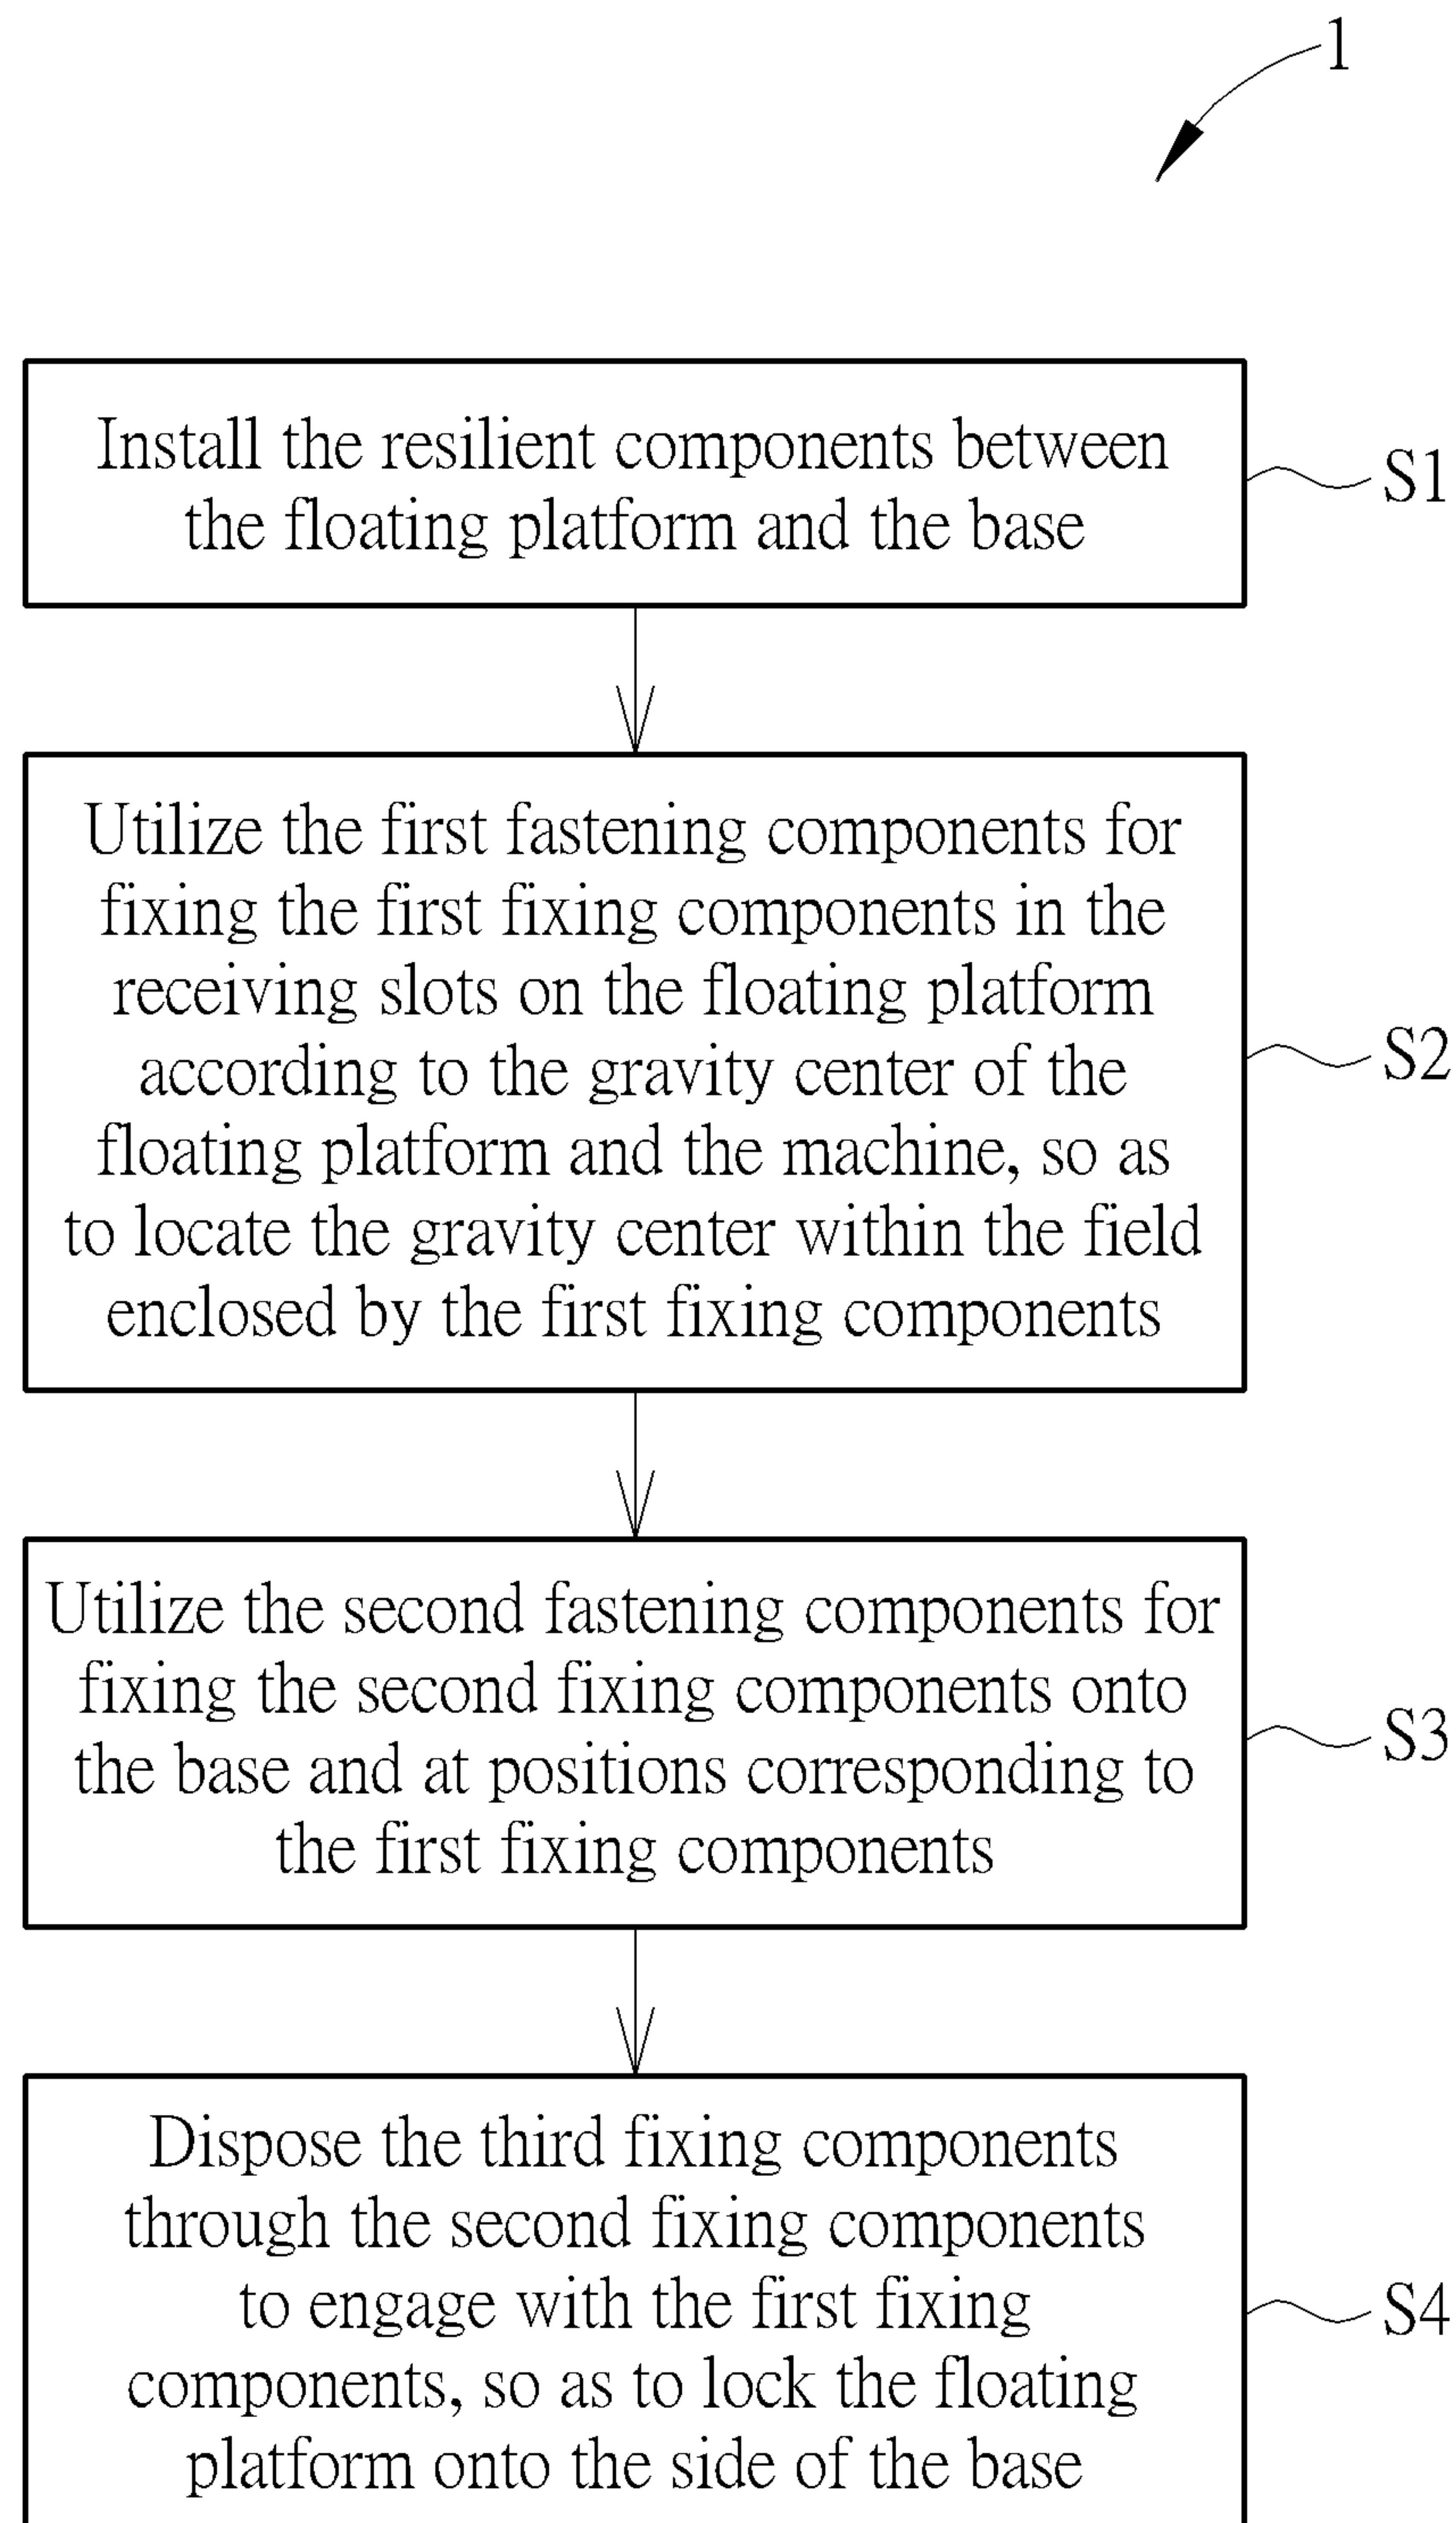 1
Install the resilient components between
the floating platform and the base
S1
Utilize the first fastening components for
fixing the first fixing components in the
receiving slots on the floating platform
according to the gravity center of the
floating platform and the machine, so as
to locate the gravity center within the field
enclosed by the first fixing components
S2
Utilize the second fastening components for
fixing the second fixing components onto
the base and at positions corresponding to
the first fixing components
S3
Dispose the third fixing components
through the second fixing components
to engage with the first fixing
components, so as to lock the floating
platform onto the side of the base
S4